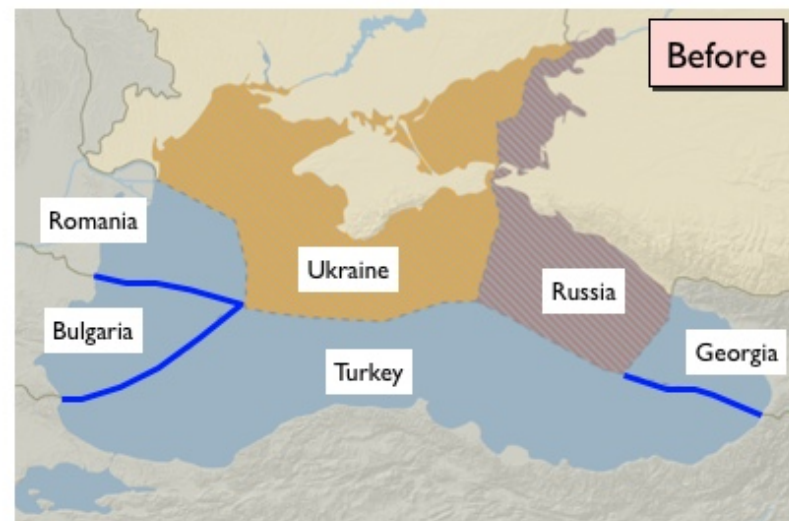 Before
Romania
Ukraine
Russia
Bulgaria
Georgia
Turkey